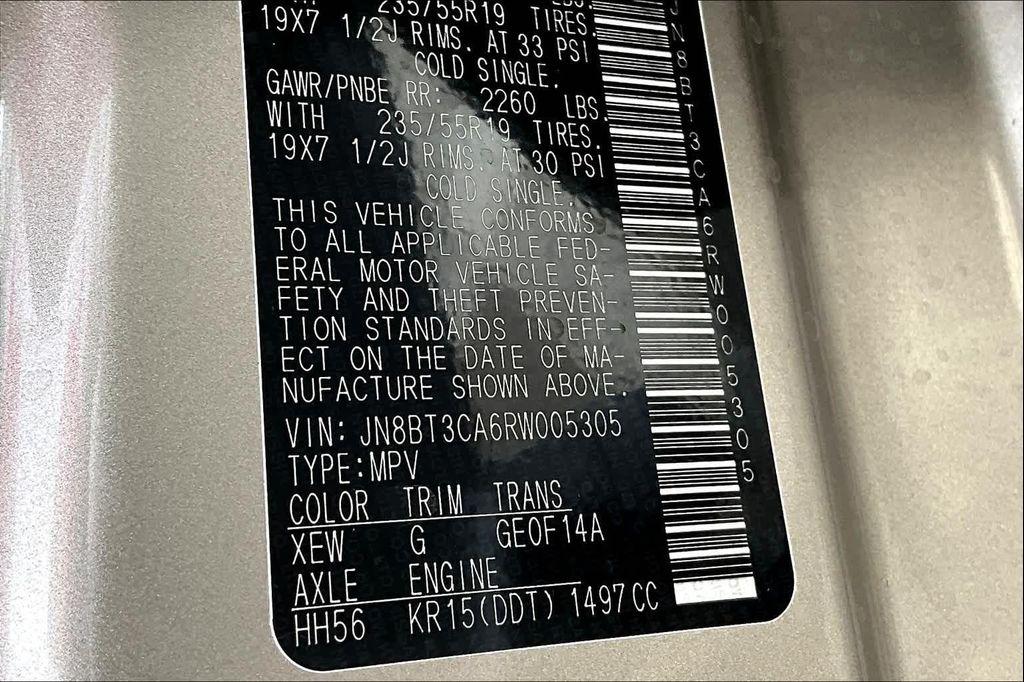 235/55R19 TIRES.
19X7 1/2J RIMS. AT 33 PSI
COLD SINGLE.
GAWR/PNBE RR: 2260 LBS.
WITH 235/55R19 TIRES.
19X7 1/2J RIMS. AT 30 PSI
COLD SINGLE.
THIS VEHICLE CONFORMS
TO ALL APPLICABLE FED-
ERAL MOTOR VEHICLE SA-
FETY AND THEFT PREVEN-
TION STANDARDS IN EFF-
ECT ON THE DATE OF MA-
NUFACTURE SHOWN ABOVE.
VIN: JN8BT3CA6RW005305
TYPE:MPV
COLOR TRIM TRANS
XEW G GE0F14A
AXLE ENGINE
HH56 KR15(DDT) 1497CC
JN8BT3CA6RW005305